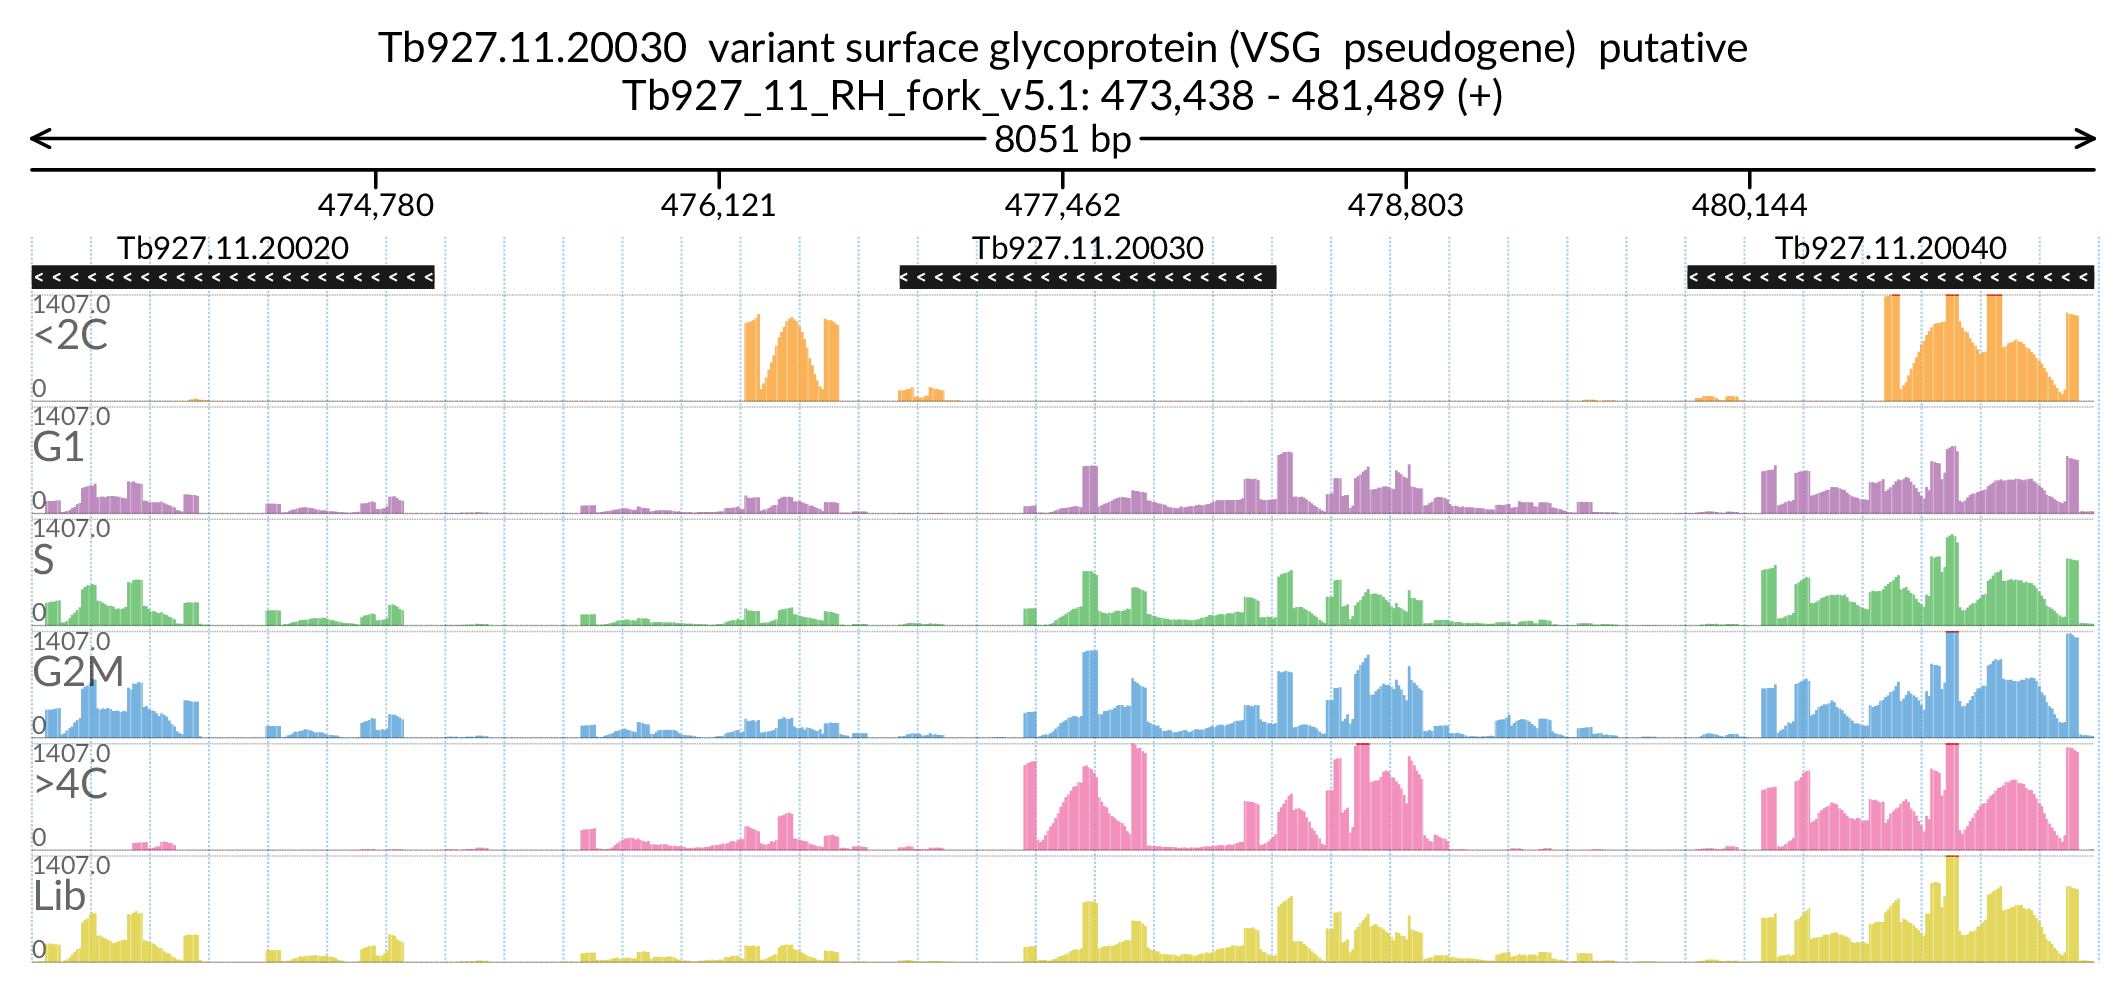 Tb927.11.20030  variant surface glycoprotein (VSG  pseudogene)  putative
Tb927_11_RH_fork_v5.1: 473,438 - 481,489 (+)
8051 bp
474,780 476,121 477,462 478,803 480,144
Tb927.11.20020 Tb927.11.20030 Tb927.11.20040
1407.0
<2C
0
1407.0
G1
0
1407.0
S
0
1407.0
G2M
0
1407.0
>4C
0
1407.0
Lib
0